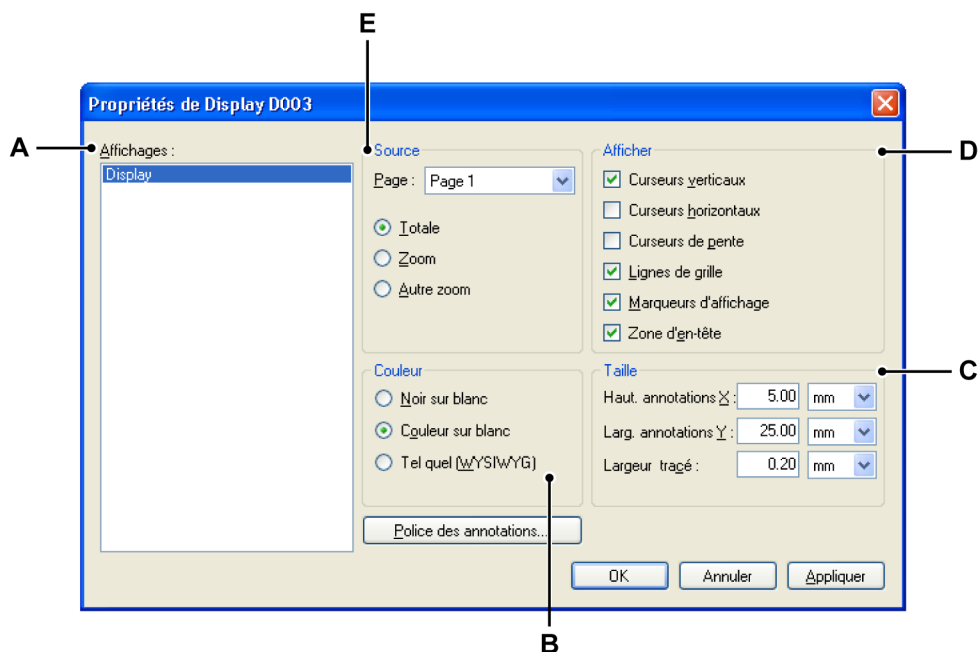 E
Propriétés de Display D003
A
Affichages :
Display
Source
Page : Page 1
Totale
Zoom
Autre zoom
Afficher
D
Curseurs verticaux
Curseurs horizontaux
Curseurs de pente
Lignes de grille
Marqueurs d'affichage
Zone d'en-tête
Couleur
Noir sur blanc
Couleur sur blanc
Tel quel (WYSIWYG)
Taille
C
Haut. annotations X : 5.00 mm
Larg. annotations Y : 25.00 mm
Largeur tracé : 0.20 mm
Police des annotations...
OK Annuler Appliquer
B